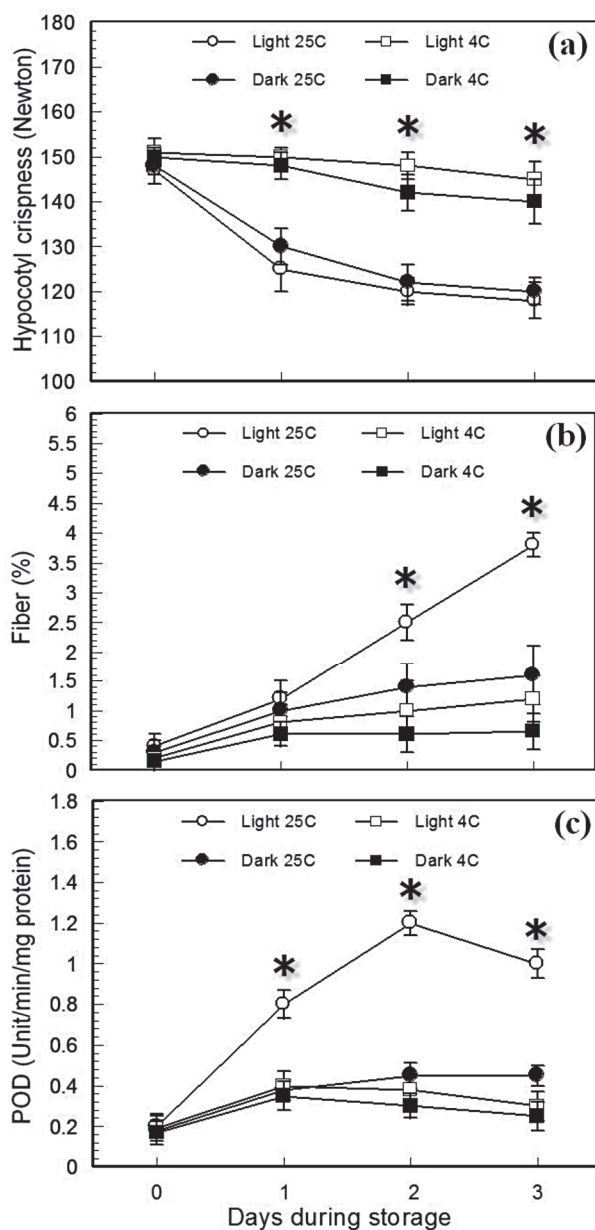 180
170
160
150
140
130
120
110
100
Hypocotyl crispness (Newton)
Light 25C Light 4C
Dark 25C Dark 4C
(a)
* * *
6
5.5
5
4.5
4
3.5
3
2.5
2
1.5
1
0.5
0
Fiber (%)
Light 25C Light 4C
Dark 25C Dark 4C
(b)
* *
1.8
1.6
1.4
1.2
1
0.8
0.6
0.4
0.2
0
POD (Unit/min/mg protein)
Light 25C Light 4C
Dark 25C Dark 4C
(c)
* * *
0 1 2 3
Days during storage